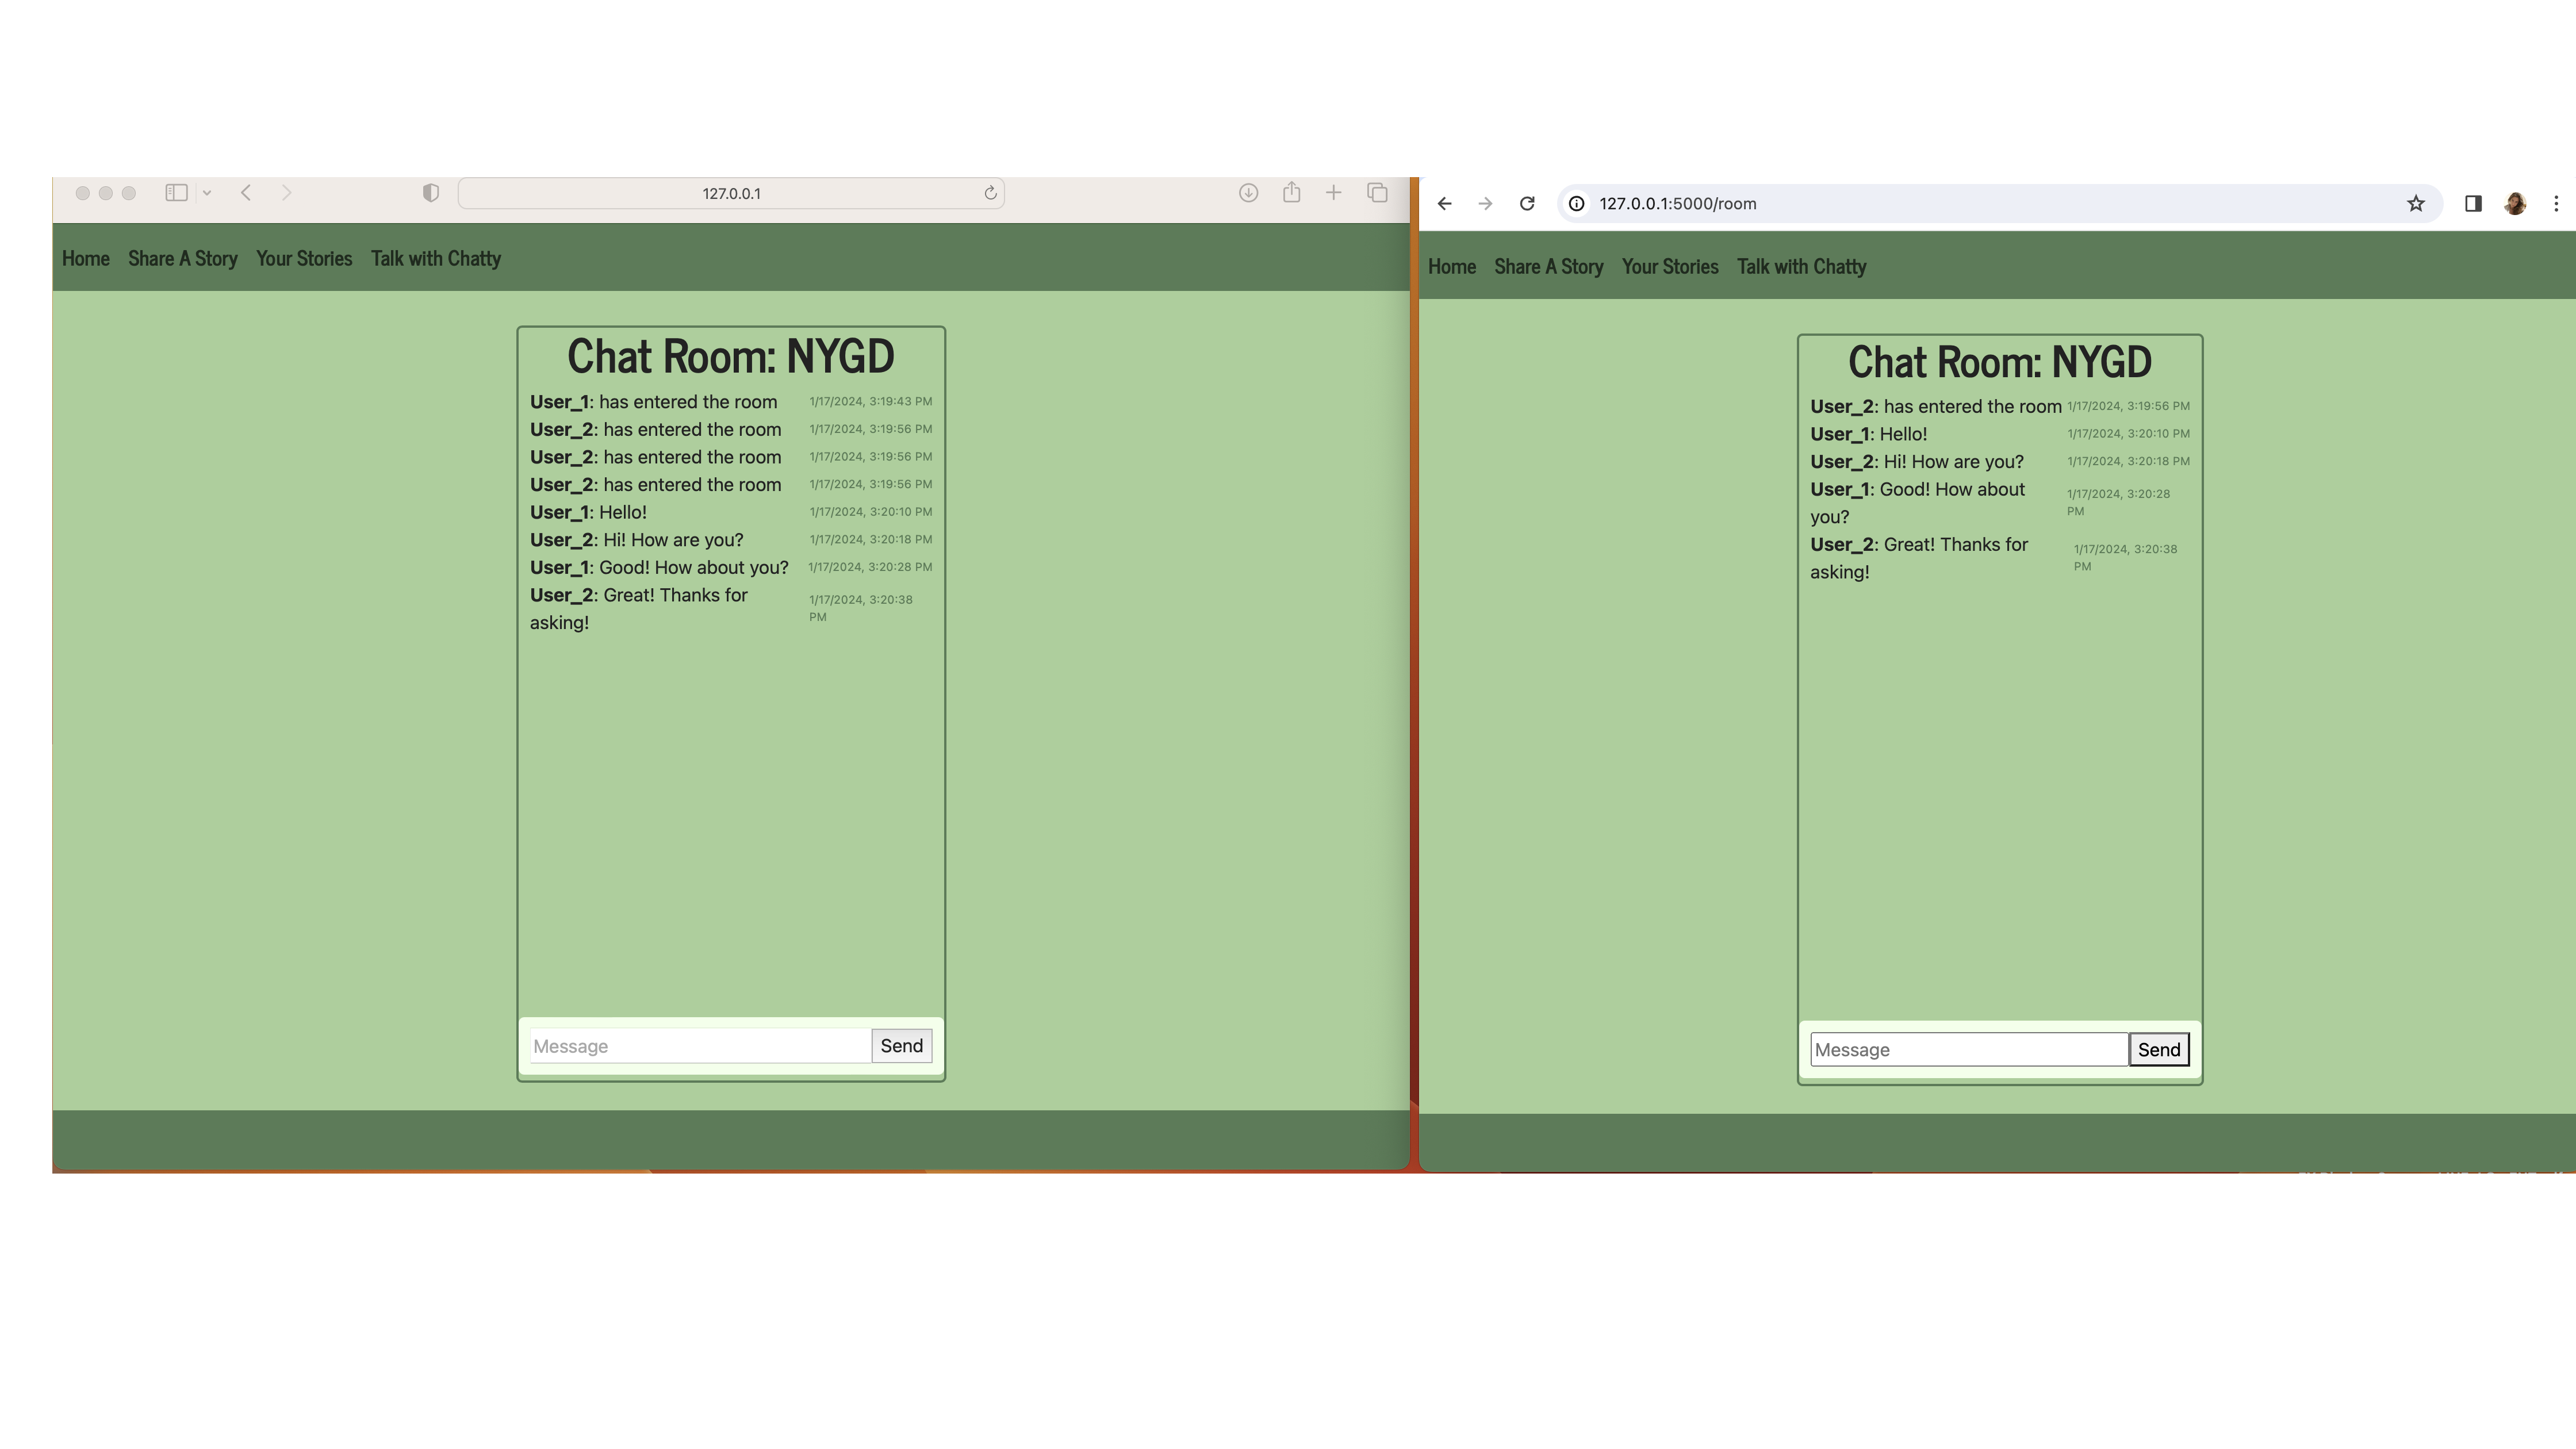 127.0.0.1
Home Share A Story Your Stories Talk with Chatty
Chat Room: NYGD
User_1: has entered the room 1/17/2024, 3:19:43 PM
User_2: has entered the room 1/17/2024, 3:19:56 PM
User_2: has entered the room 1/17/2024, 3:19:56 PM
User_2: has entered the room 1/17/2024, 3:19:56 PM
User_1: Hello! 1/17/2024, 3:20:10 PM
User_2: Hi! How are you? 1/17/2024, 3:20:18 PM
User_1: Good! How about you? 1/17/2024, 3:20:28 PM
User_2: Great! Thanks for
asking!
1/17/2024, 3:20:38
PM
Message Send
127.0.0.1:5000/room
Home Share A Story Your Stories Talk with Chatty
Chat Room: NYGD
User_2: has entered the room 1/17/2024, 3:19:56 PM
User_1: Hello! 1/17/2024, 3:20:10 PM
User_2: Hi! How are you? 1/17/2024, 3:20:18 PM
User_1: Good! How about
you?
1/17/2024, 3:20:28
PM
User_2: Great! Thanks for
asking!
1/17/2024, 3:20:38
PM
Message Send